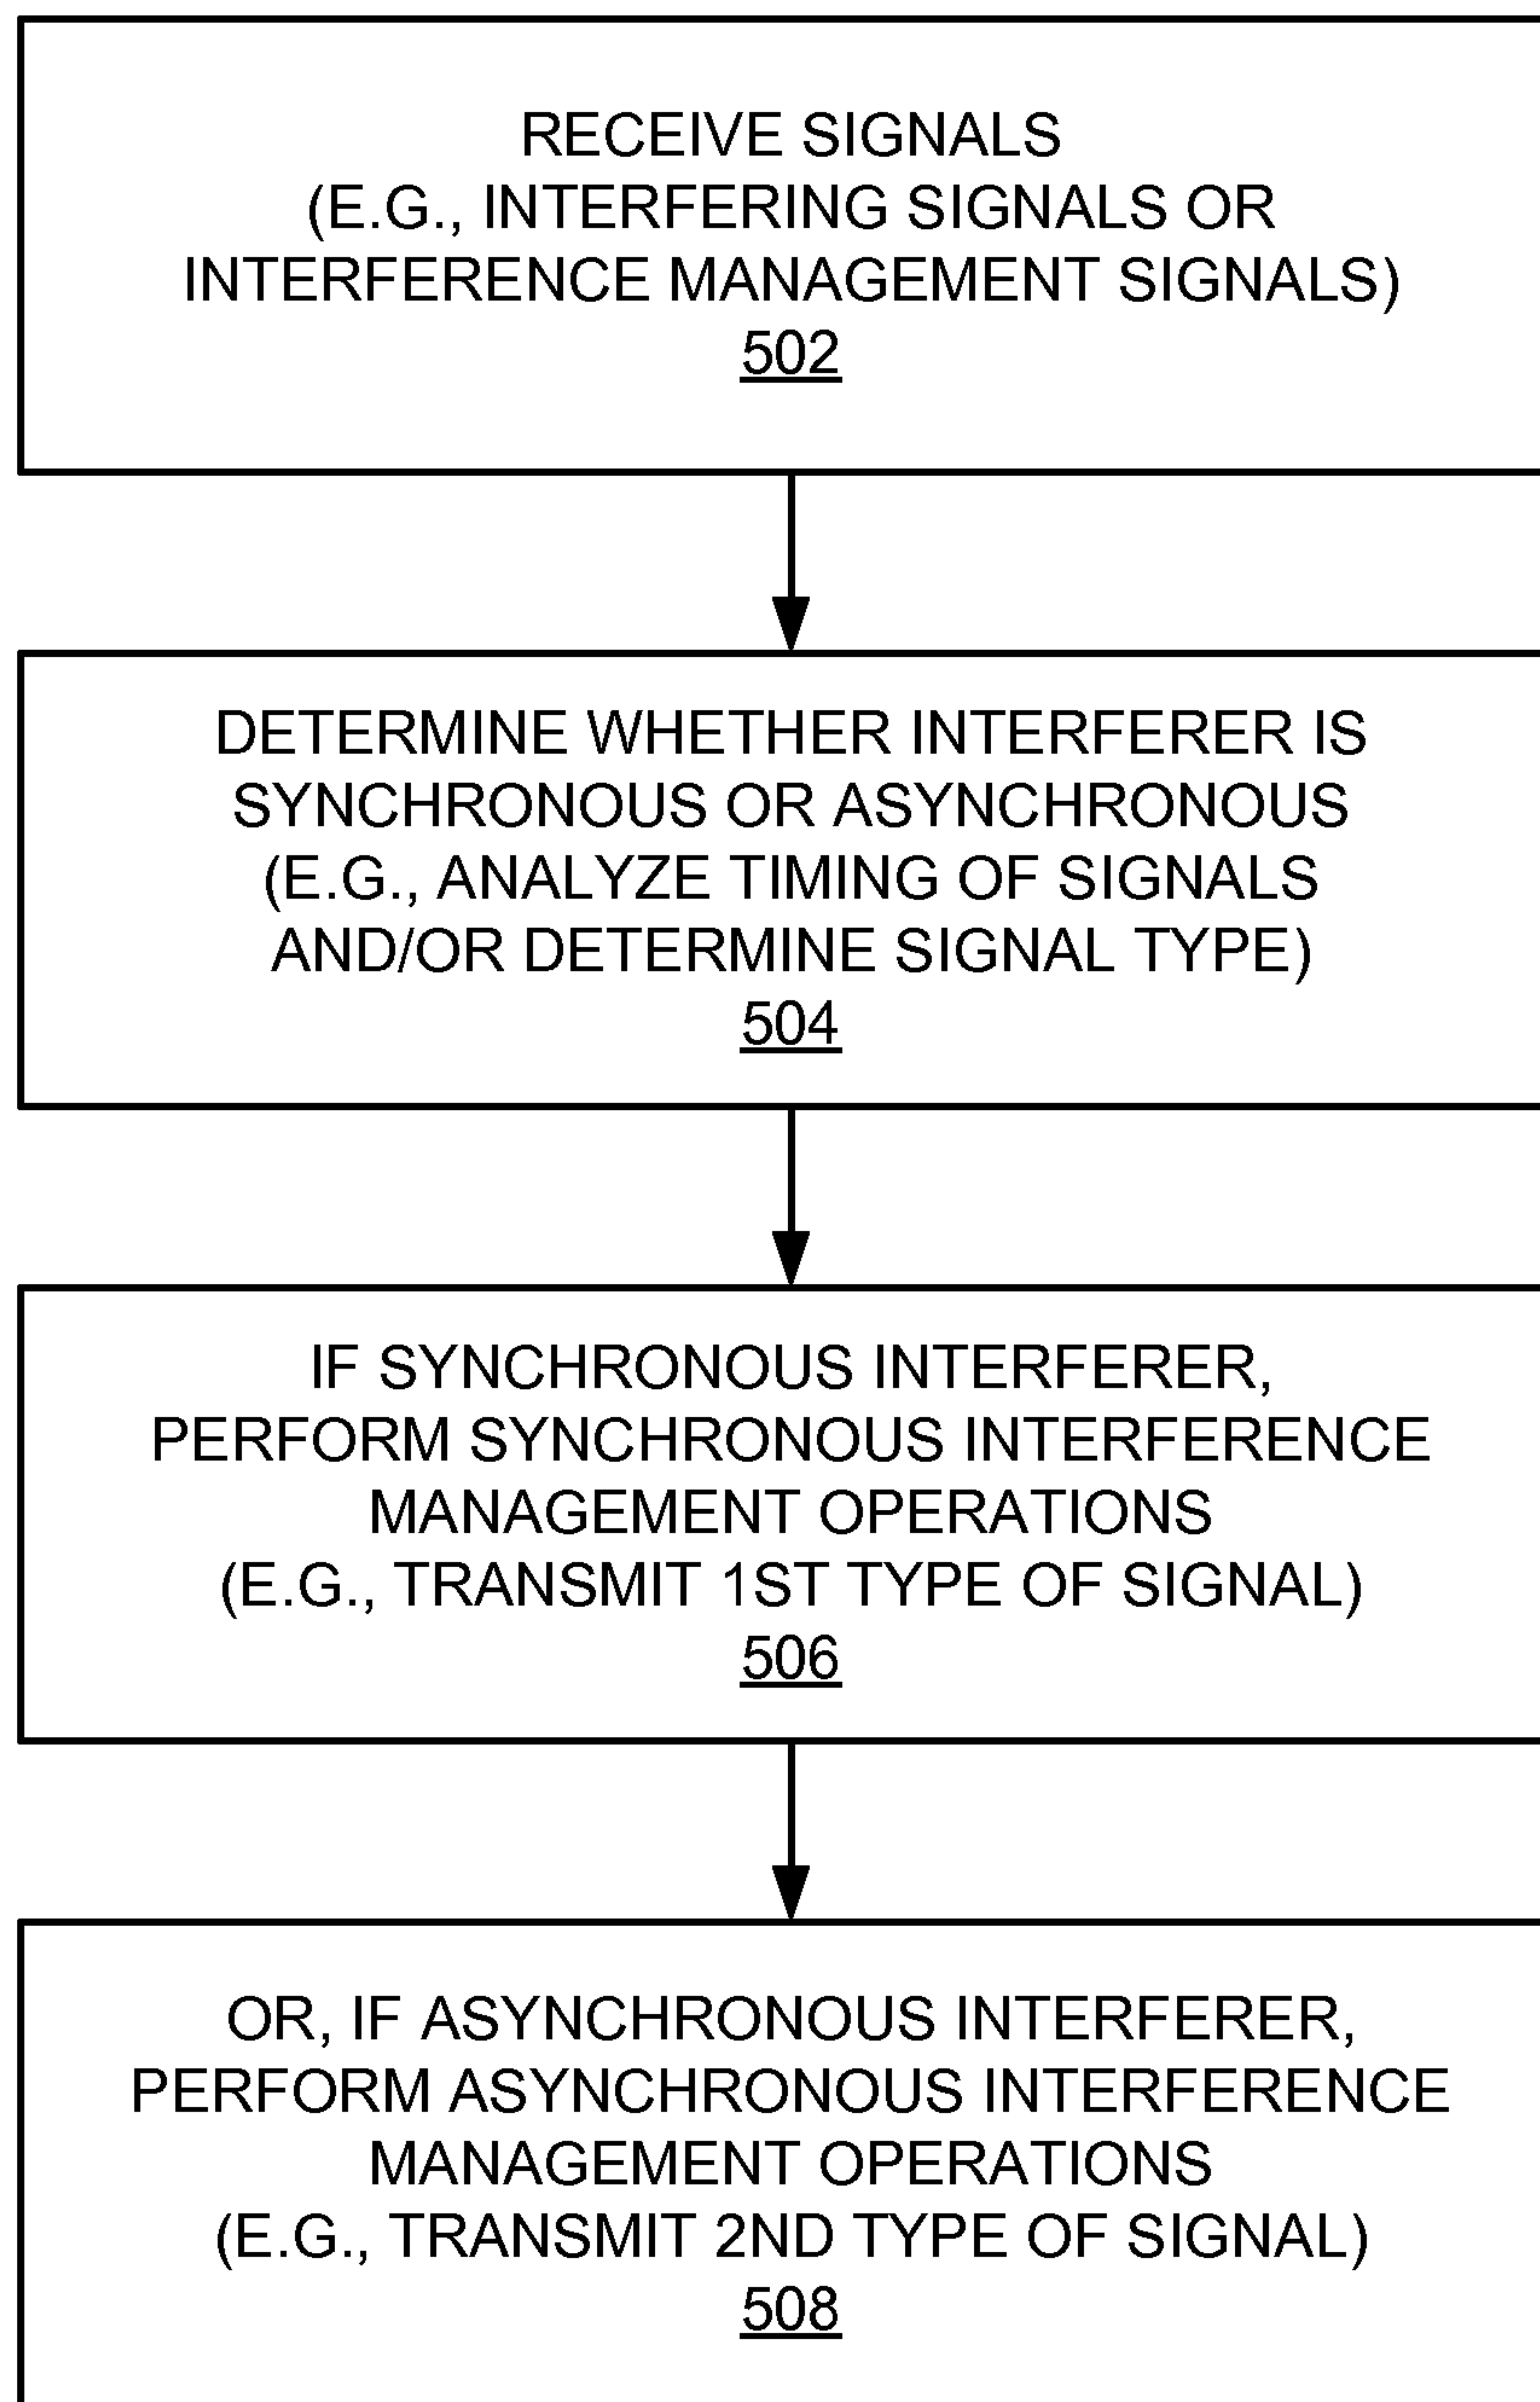 RECEIVE SIGNALS
(E.G., INTERFERING SIGNALS OR
INTERFERENCE MANAGEMENT SIGNALS)
502
DETERMINE WHETHER INTERFERER IS
SYNCHRONOUS OR ASYNCHRONOUS
(E.G., ANALYZE TIMING OF SIGNALS
AND/OR DETERMINE SIGNAL TYPE)
504
IF SYNCHRONOUS INTERFERER,
PERFORM SYNCHRONOUS INTERFERENCE
MANAGEMENT OPERATIONS
(E.G., TRANSMIT 1ST TYPE OF SIGNAL)
506
OR, IF ASYNCHRONOUS INTERFERER,
PERFORM ASYNCHRONOUS INTERFERENCE
MANAGEMENT OPERATIONS
(E.G., TRANSMIT 2ND TYPE OF SIGNAL)
508